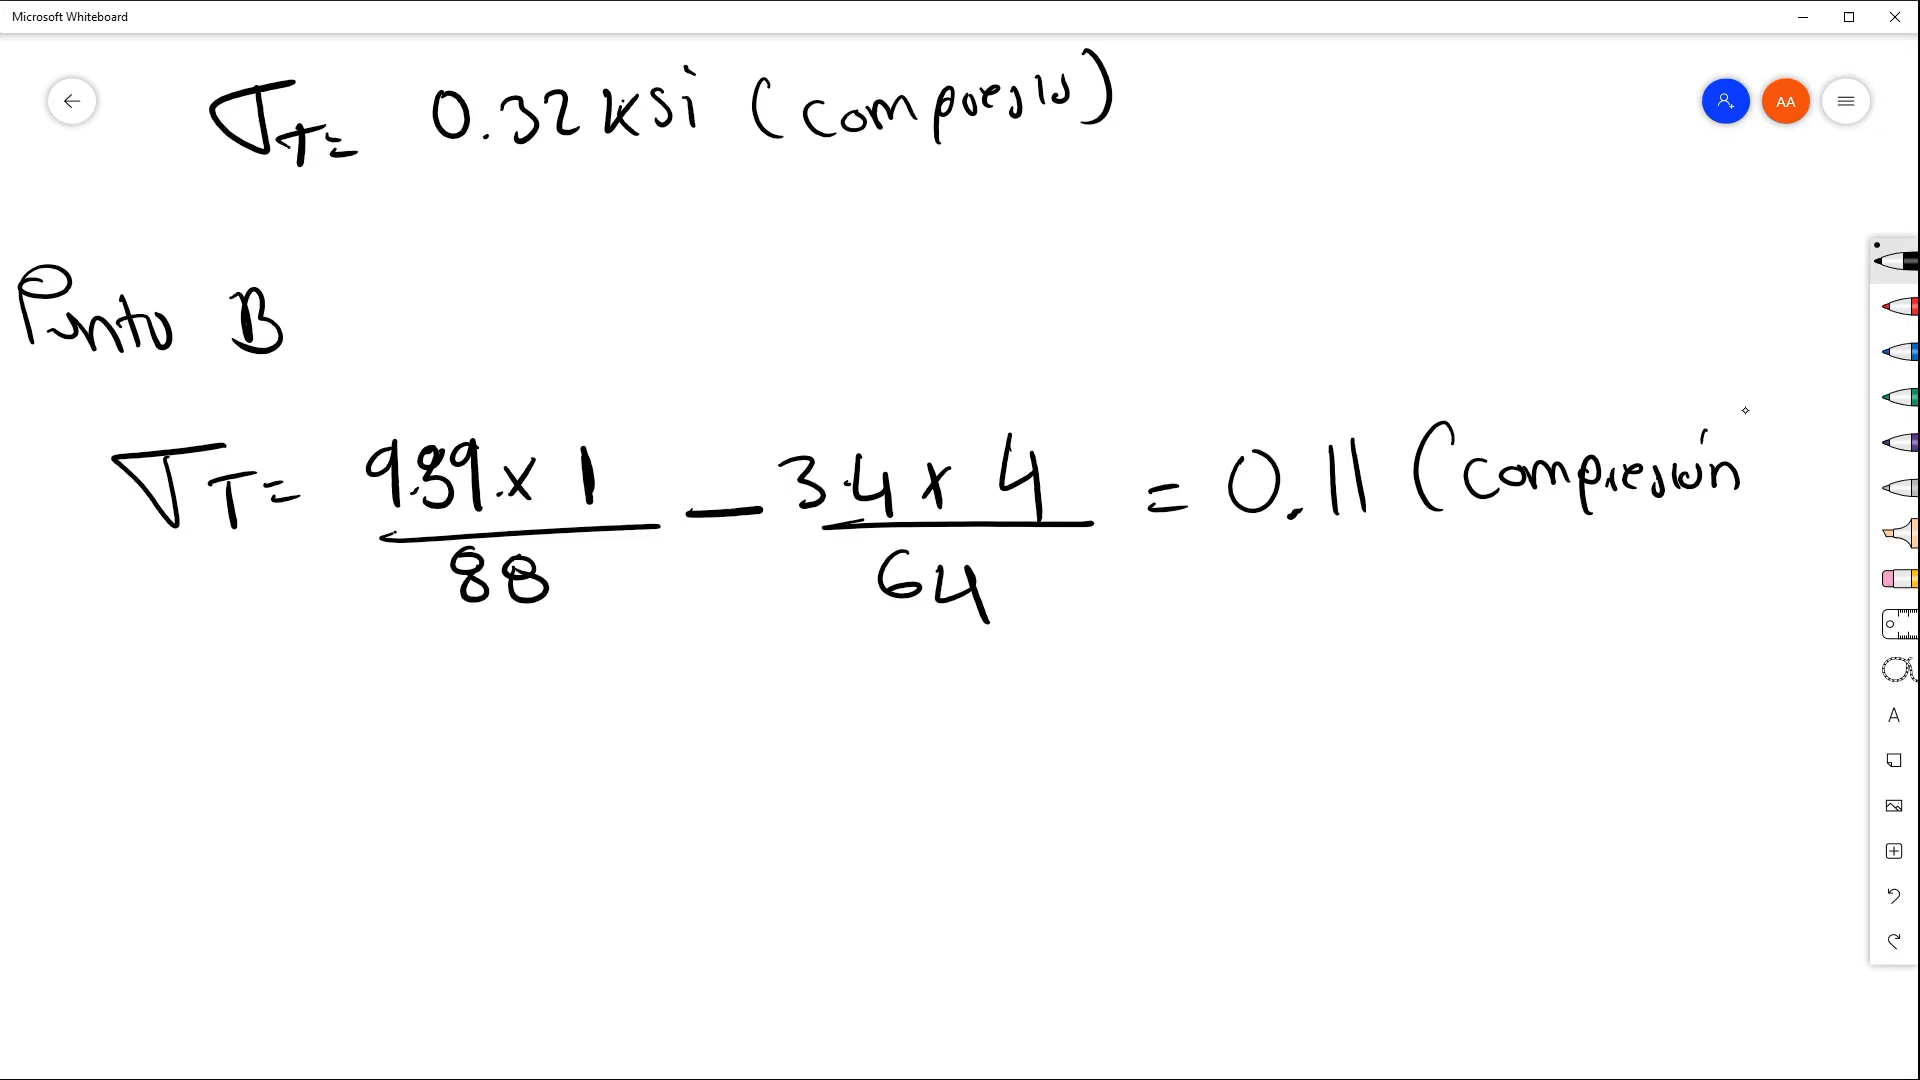 Microsoft Whiteboard
AA
σT= 0.32 ksi (compresió)
Punto B
σT= 9.39 x 1 / 88 — 3.4 x 4 / 64 = 0.11 (compresión
A